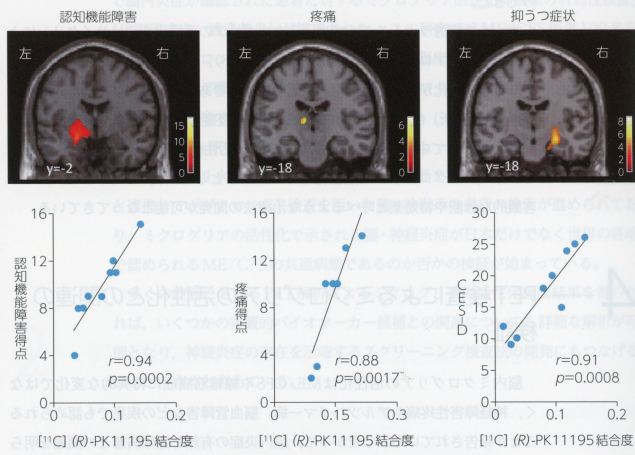 認知機能障害
疼痛
抑うつ症状
左
右
左
右
左
右
15
10
5
0
6
4
2
0
8
6
4
2
0
y=-2
y=-18
y=-18
16
12
8
4
0
認知機能障害得点
r=0.94
p=0.0002
0
0.1
0.2
[¹¹C] (R)-PK11195結合度
16
12
8
4
0
疼痛得点
r=0.88
p=0.0017
0
0.15
0.3
[¹¹C] (R)-PK11195結合度
30
25
20
15
10
5
0
r=0.91
p=0.0008
0
0.1
0.2
[¹¹C] (R)-PK11195結合度